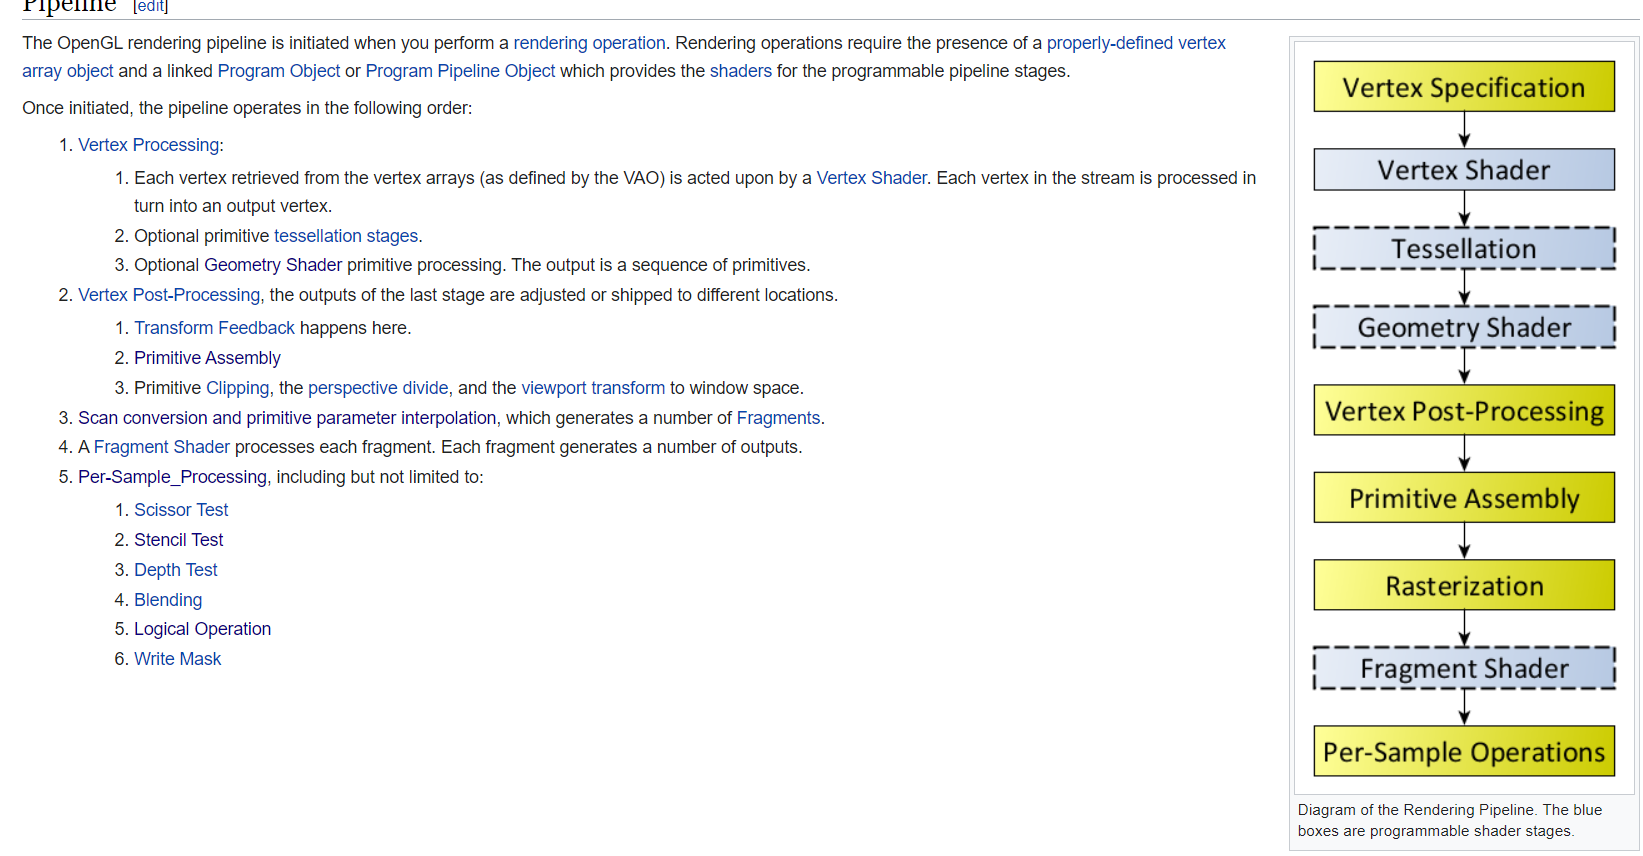 Pipeline [edit]
The OpenGL rendering pipeline is initiated when you perform a rendering operation. Rendering operations require the presence of a properly-defined vertex
array object and a linked Program Object or Program Pipeline Object which provides the shaders for the programmable pipeline stages.
Once initiated, the pipeline operates in the following order:
1. Vertex Processing:
1. Each vertex retrieved from the vertex arrays (as defined by the VAO) is acted upon by a Vertex Shader. Each vertex in the stream is processed in
turn into an output vertex.
2. Optional primitive tessellation stages.
3. Optional Geometry Shader primitive processing. The output is a sequence of primitives.
2. Vertex Post-Processing, the outputs of the last stage are adjusted or shipped to different locations.
1. Transform Feedback happens here.
2. Primitive Assembly
3. Primitive Clipping, the perspective divide, and the viewport transform to window space.
3. Scan conversion and primitive parameter interpolation, which generates a number of Fragments.
4. A Fragment Shader processes each fragment. Each fragment generates a number of outputs.
5. Per-Sample_Processing, including but not limited to:
1. Scissor Test
2. Stencil Test
3. Depth Test
4. Blending
5. Logical Operation
6. Write Mask
Vertex Specification
Vertex Shader
Tessellation
Geometry Shader
Vertex Post-Processing
Primitive Assembly
Rasterization
Fragment Shader
Per-Sample Operations
Diagram of the Rendering Pipeline. The blue
boxes are programmable shader stages.